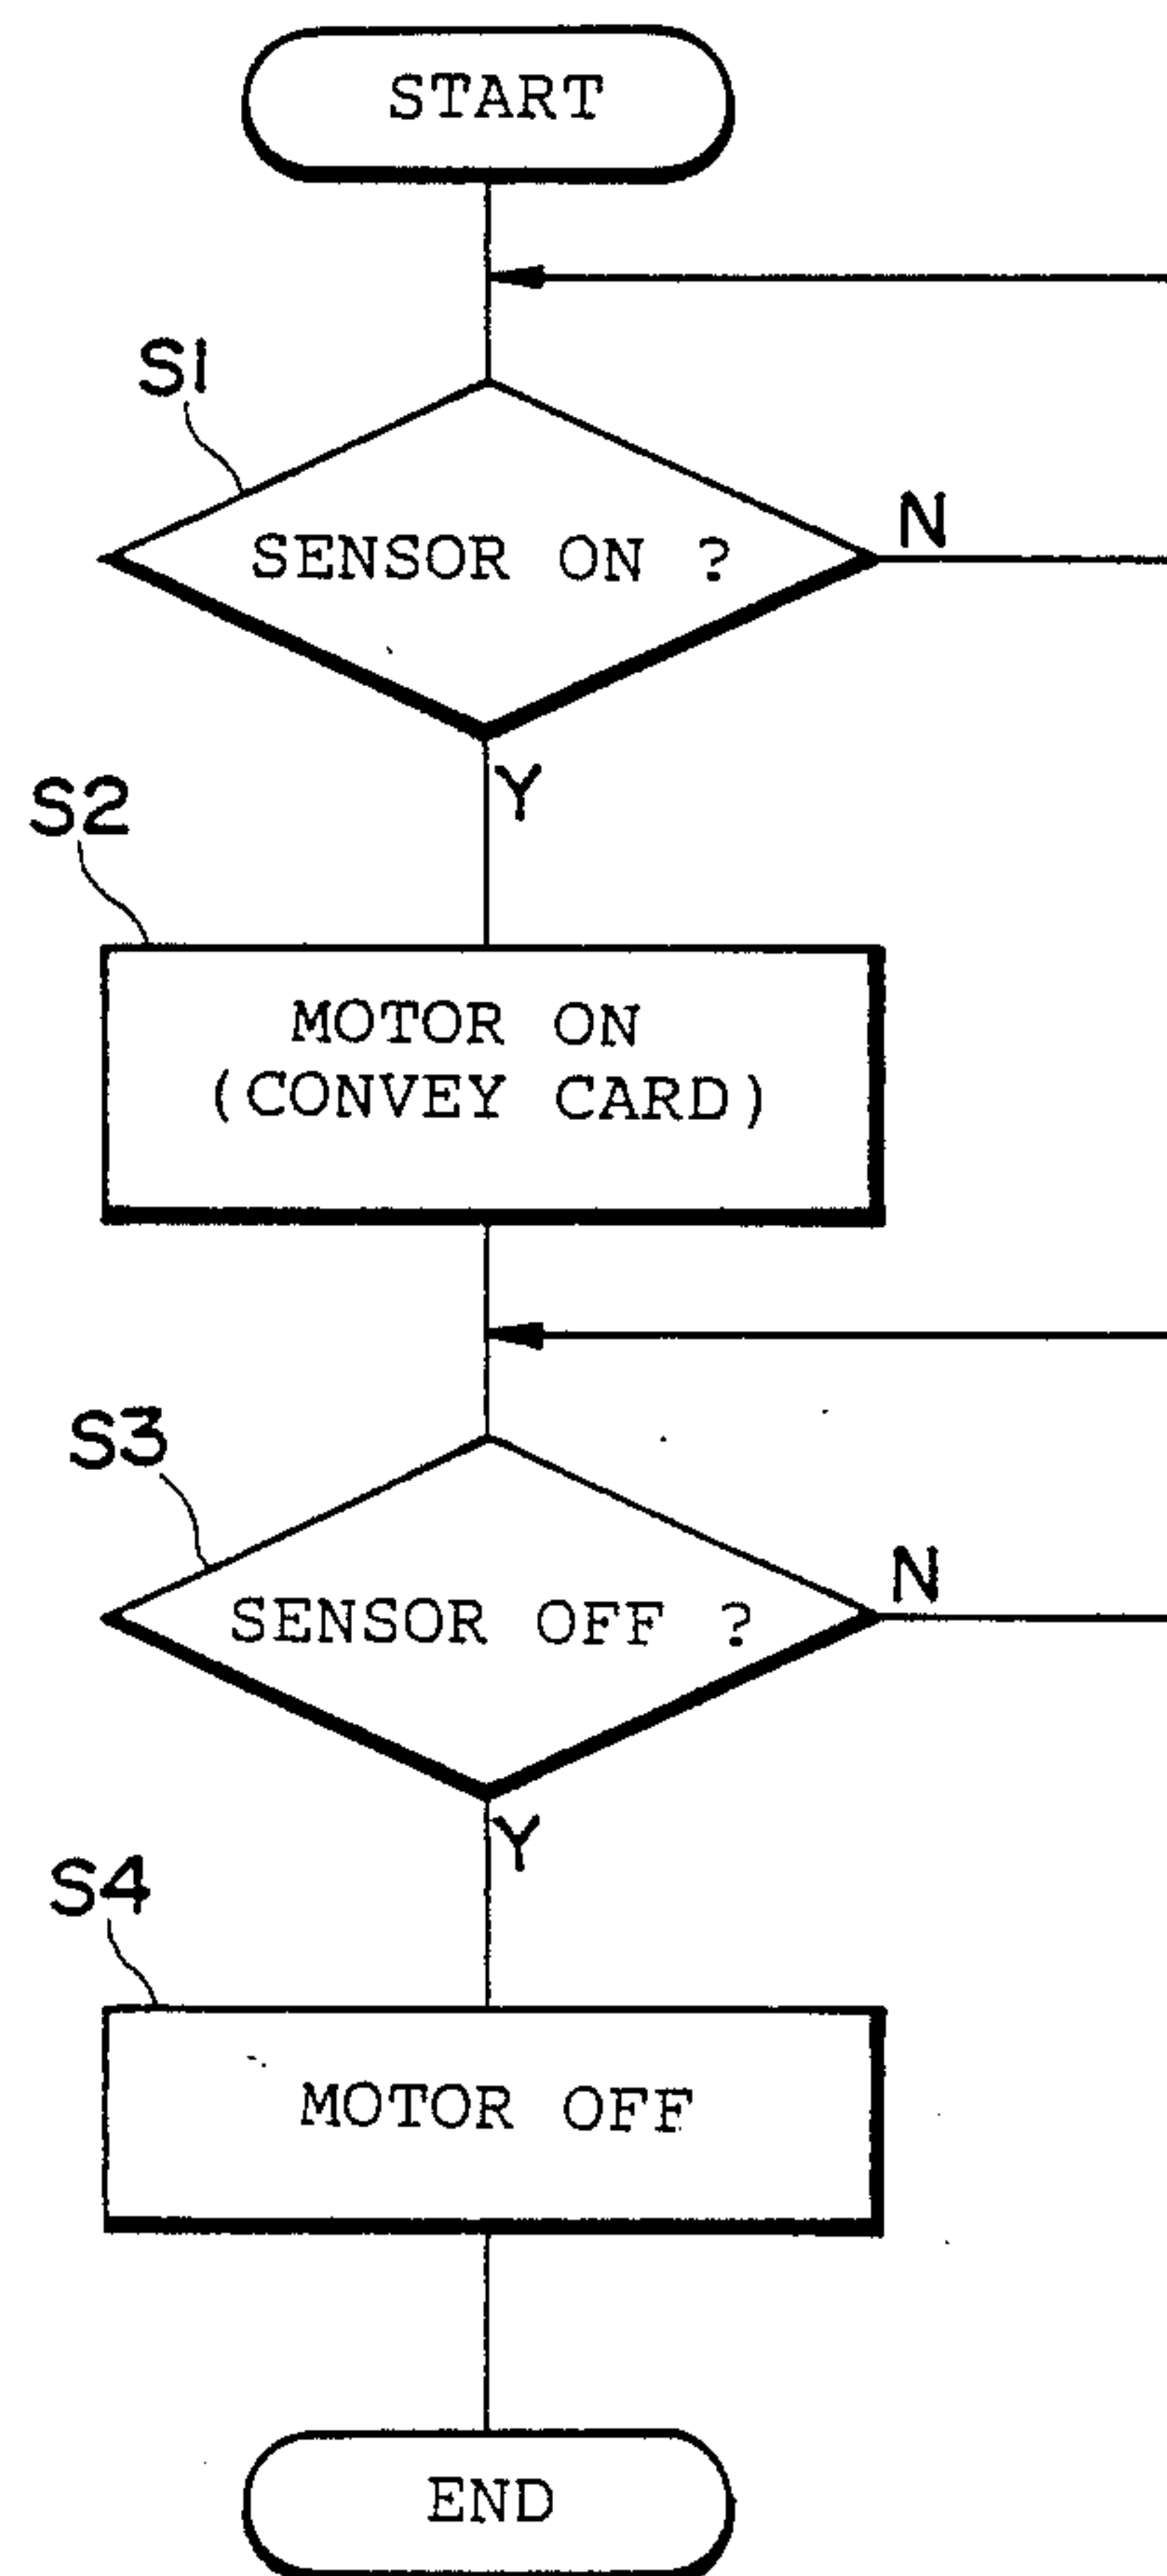 START
S1
SENSOR ON ?
N
Y
S2
MOTOR ON
(CONVEY CARD)
S3
SENSOR OFF ?
N
Y
S4
MOTOR OFF
END